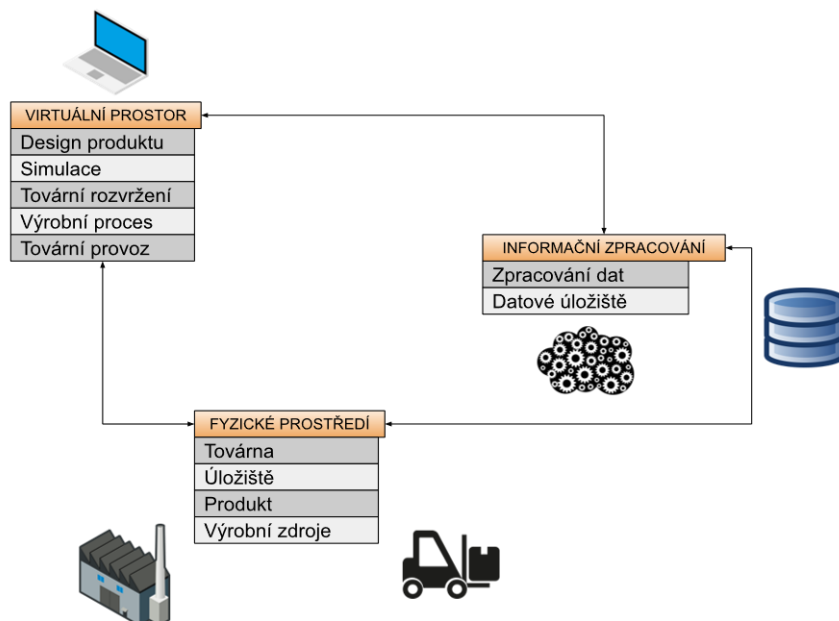 VIRTUÁLNÍ PROSTOR
Design produktu
Simulace
Tovární rozvržení
Výrobní proces
Tovární provoz
INFORMAČNÍ ZPRACOVÁNÍ
Zpracování dat
Datové úložiště
FYZICKÉ PROSTŘEDÍ
Továrna
Úložiště
Produkt
Výrobní zdroje